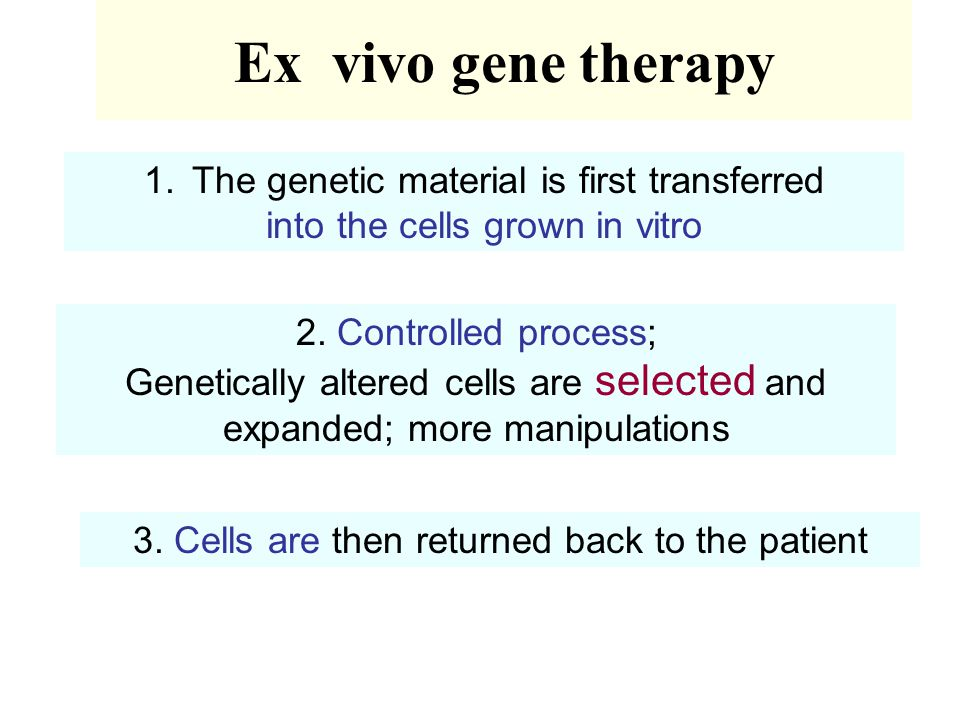 Ex vivo gene therapy
1. The genetic material is first transferred
into the cells grown in vitro
2. Controlled process;
Genetically altered cells are selected and
expanded; more manipulations
3. Cells are then returned back to the patient